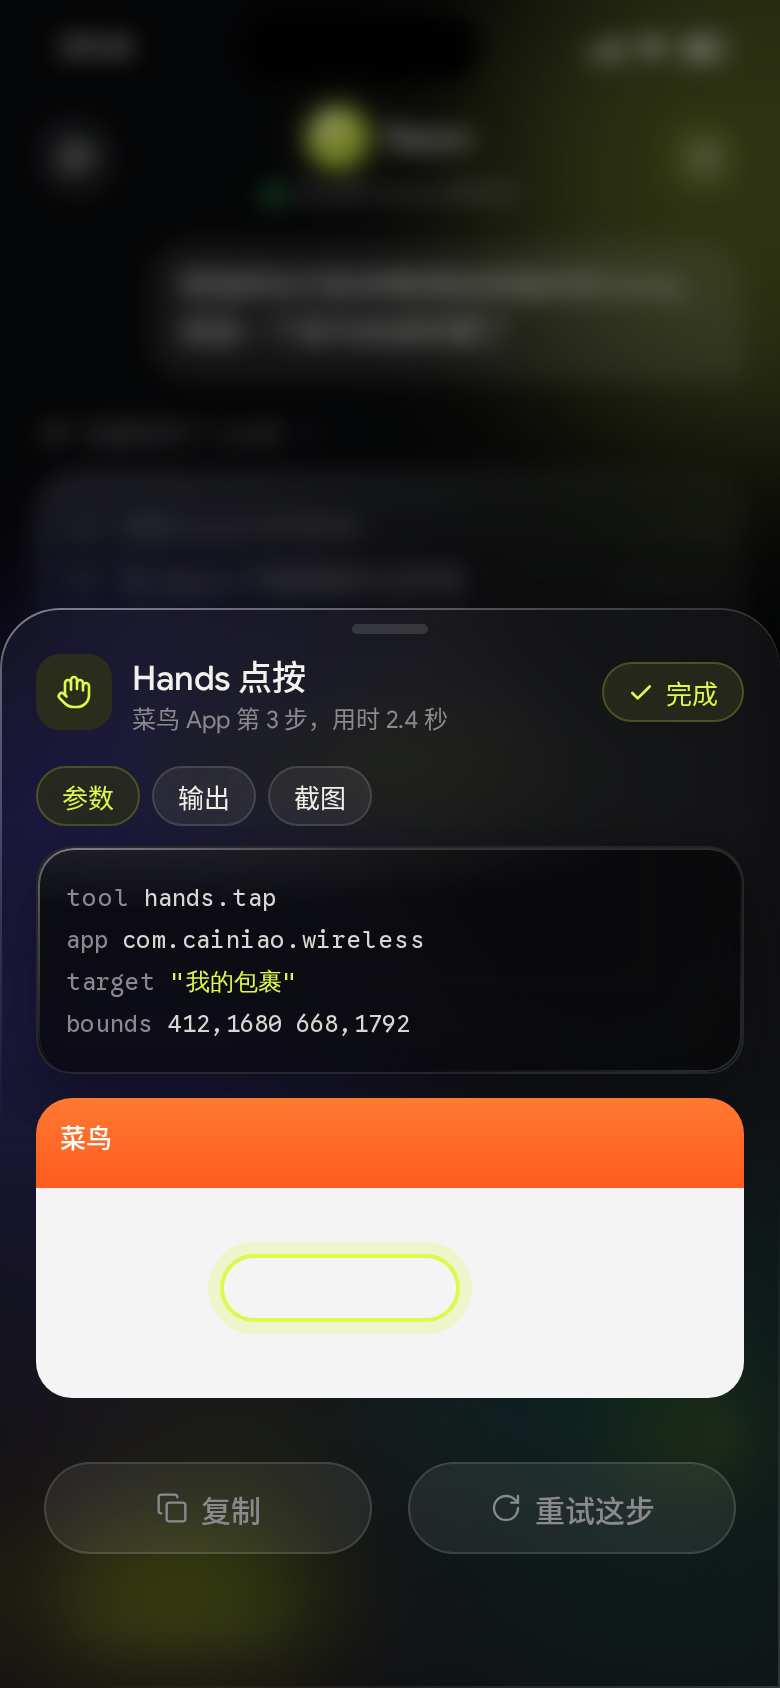 Hands 点按
菜鸟 App 第 3 步，用时 2.4 秒
完成
参数
输出
截图
tool hands.tap
app com.cainiao.wireless
target "我的包裹"
bounds 412,1680 668,1792
菜鸟
复制
重试这步